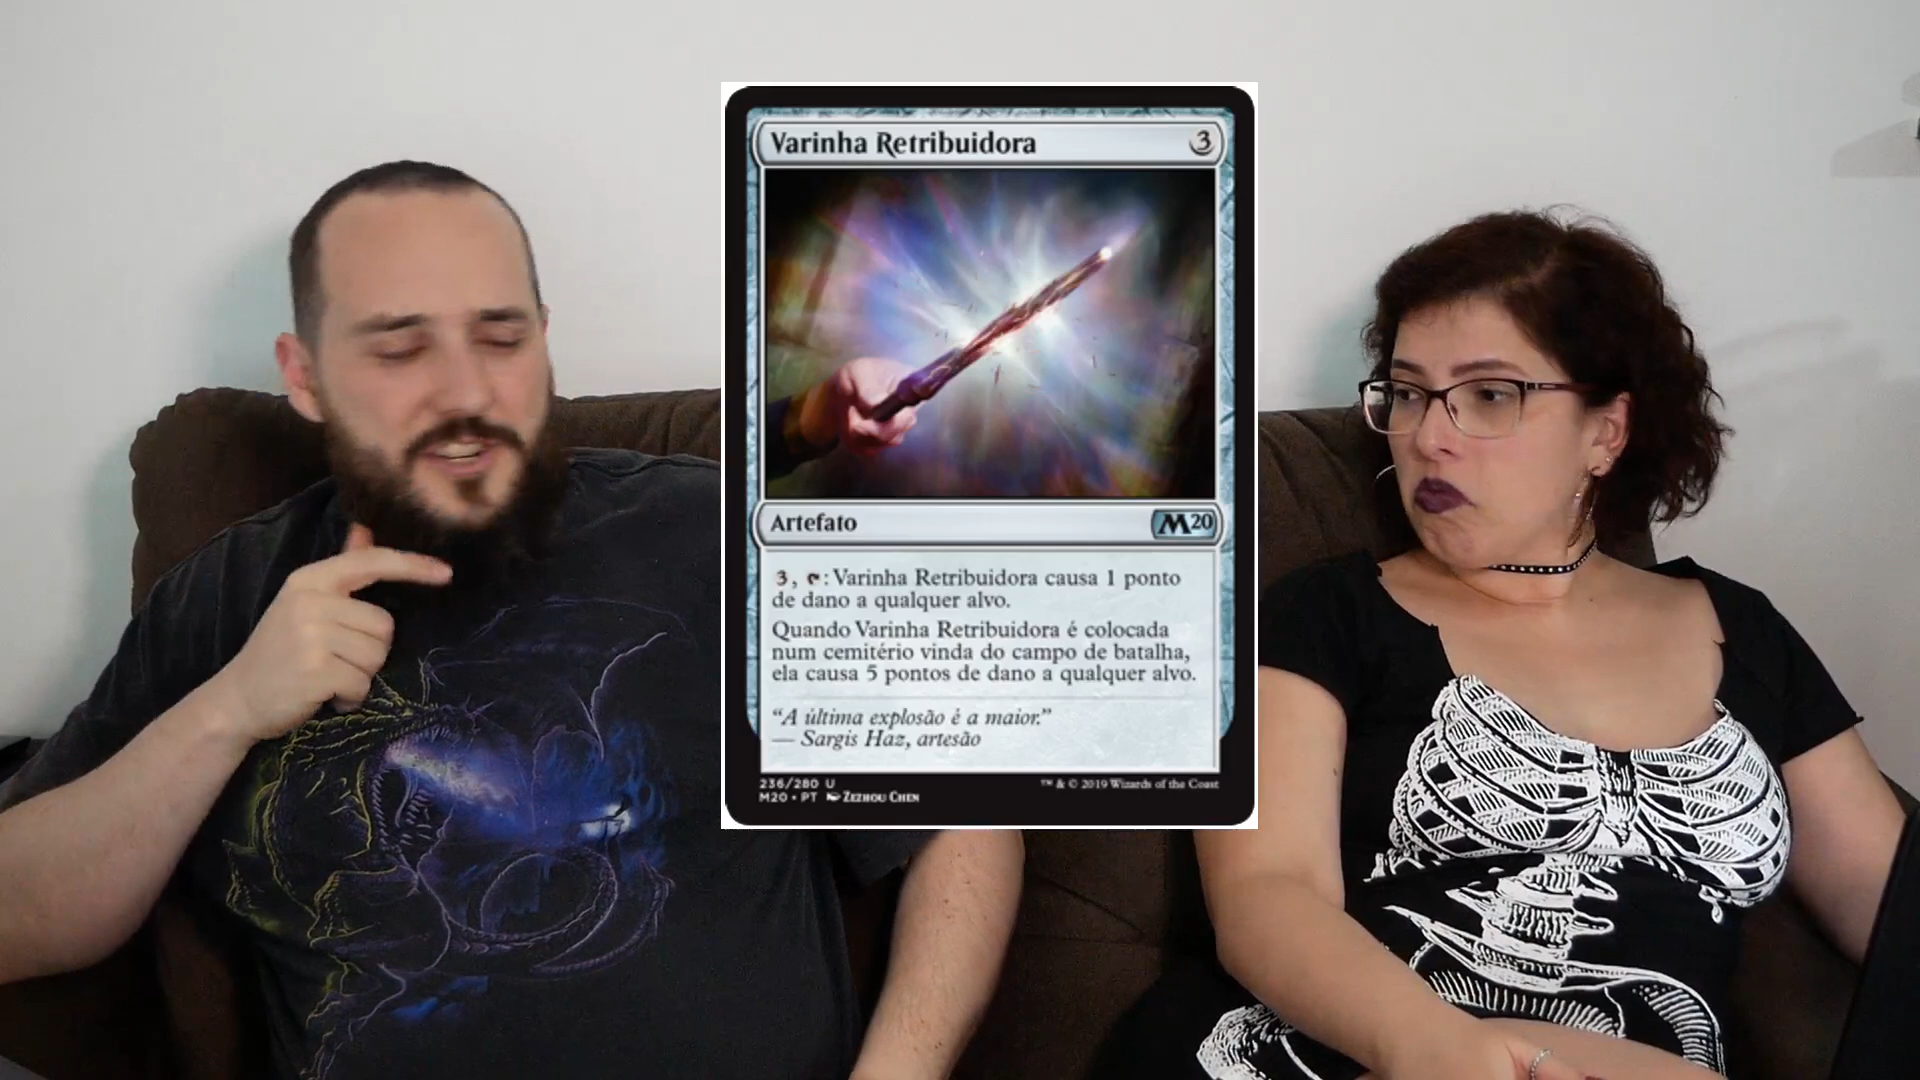 Varinha Retribuidora 3
Artefato M20
3, T: Varinha Retribuidora causa 1 ponto
de dano a qualquer alvo.
Quando Varinha Retribuidora é colocada
num cemitério vinda do campo de batalha,
ela causa 5 pontos de dano a qualquer alvo.
“A última explosão é a maior.”
— Sargis Haz, artesão
236/280 U
™ & © 2019 Wizards of the Coast
M20 • PT Zezhou Chen